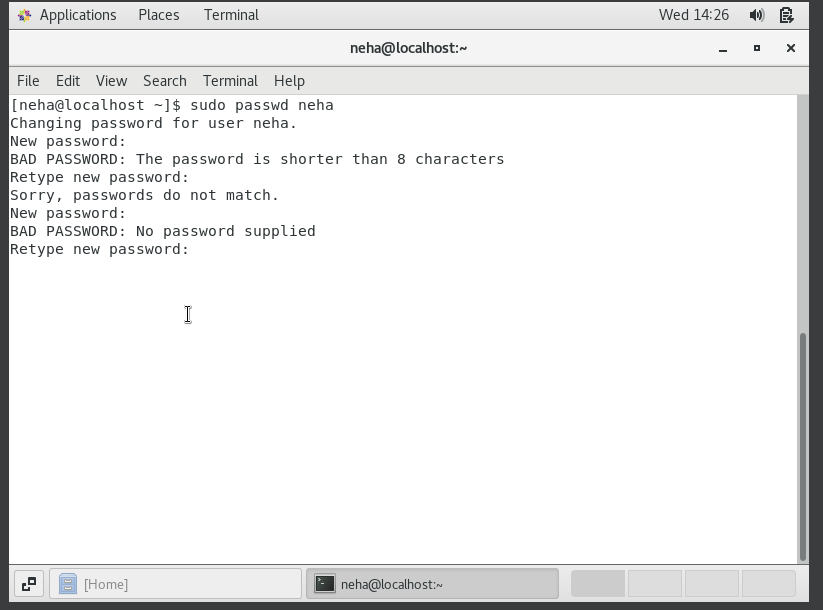 Applications Places Terminal Wed 14:26
neha@localhost:~
File Edit View Search Terminal Help
[neha@localhost ~]$ sudo passwd neha
Changing password for user neha.
New password:
BAD PASSWORD: The password is shorter than 8 characters
Retype new password:
Sorry, passwords do not match.
New password:
BAD PASSWORD: No password supplied
Retype new password:
[Home] neha@localhost:~